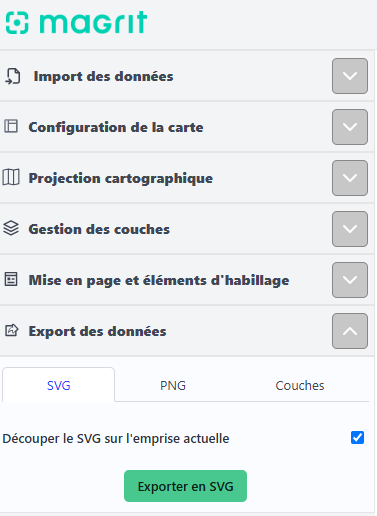 magrit
Import des données
Configuration de la carte
Projection cartographique
Gestion des couches
Mise en page et éléments d'habillage
Export des données
SVG PNG Couches
Découper le SVG sur l'emprise actuelle
Exporter en SVG